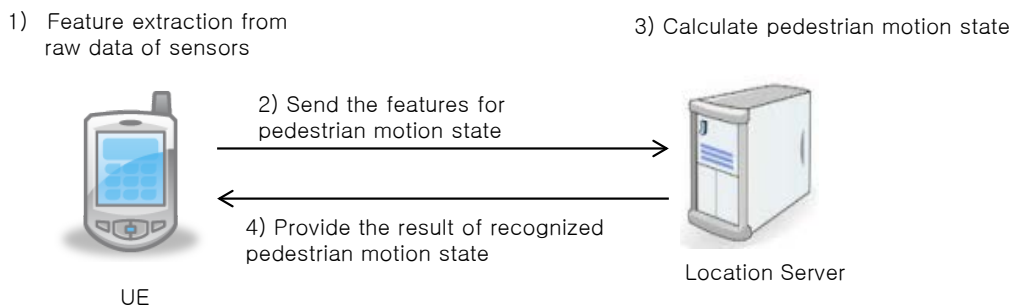 1) Feature extraction from
raw data of sensors
3) Calculate pedestrian motion state
2) Send the features for
pedestrian motion state
4) Provide the result of recognized
pedestrian motion state
Location Server
UE